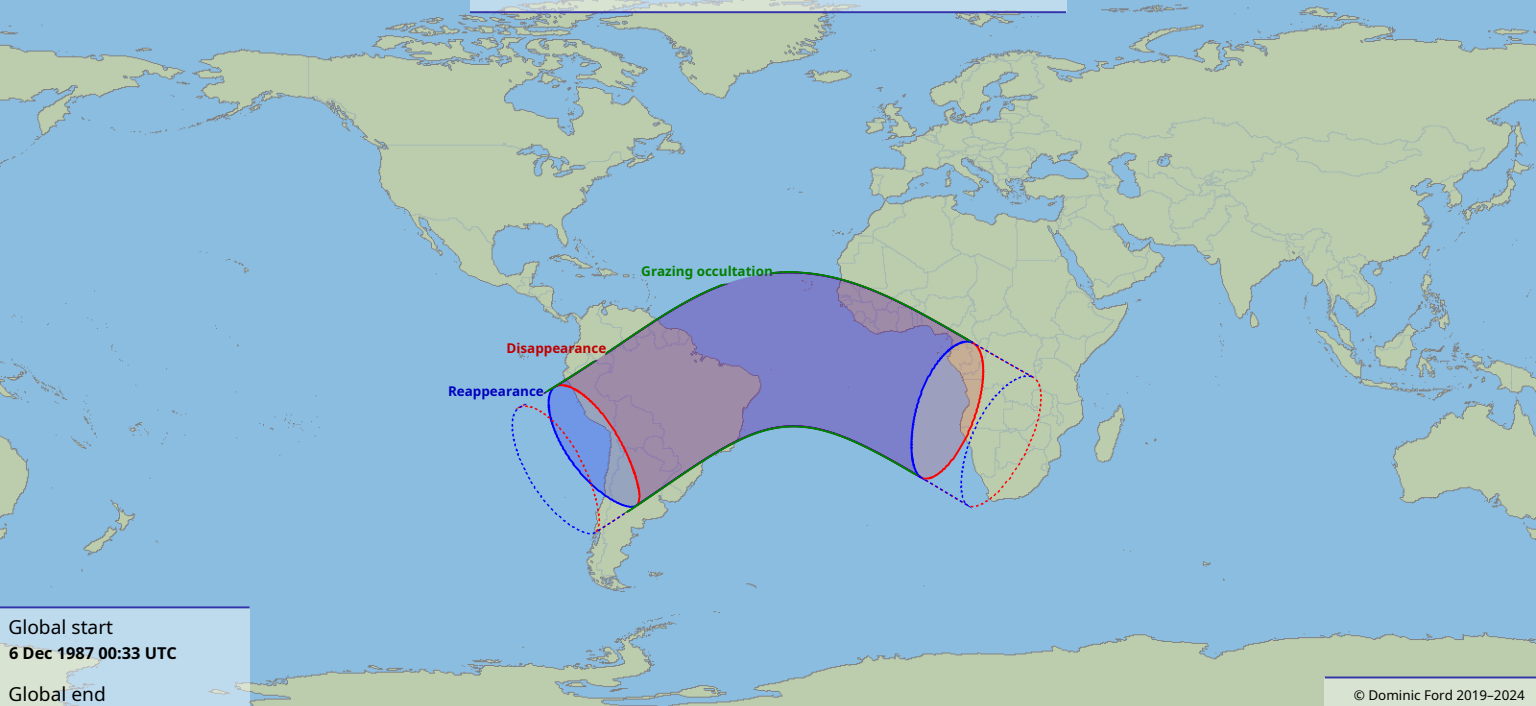 Grazing occultation
Disappearance
Reappearance
Global start
6 Dec 1987 00:33 UTC
Global end
© Dominic Ford 2019–2024